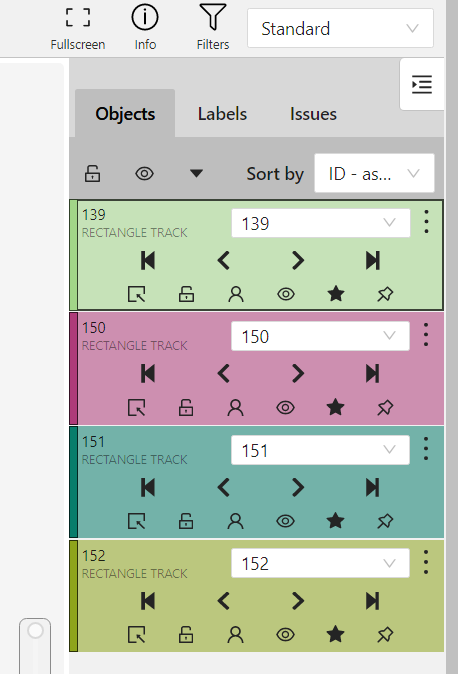 Fullscreen Info Filters Standard
Objects Labels Issues
Sort by ID - as...
139 139
RECTANGLE TRACK
150 150
RECTANGLE TRACK
151 151
RECTANGLE TRACK
152 152
RECTANGLE TRACK